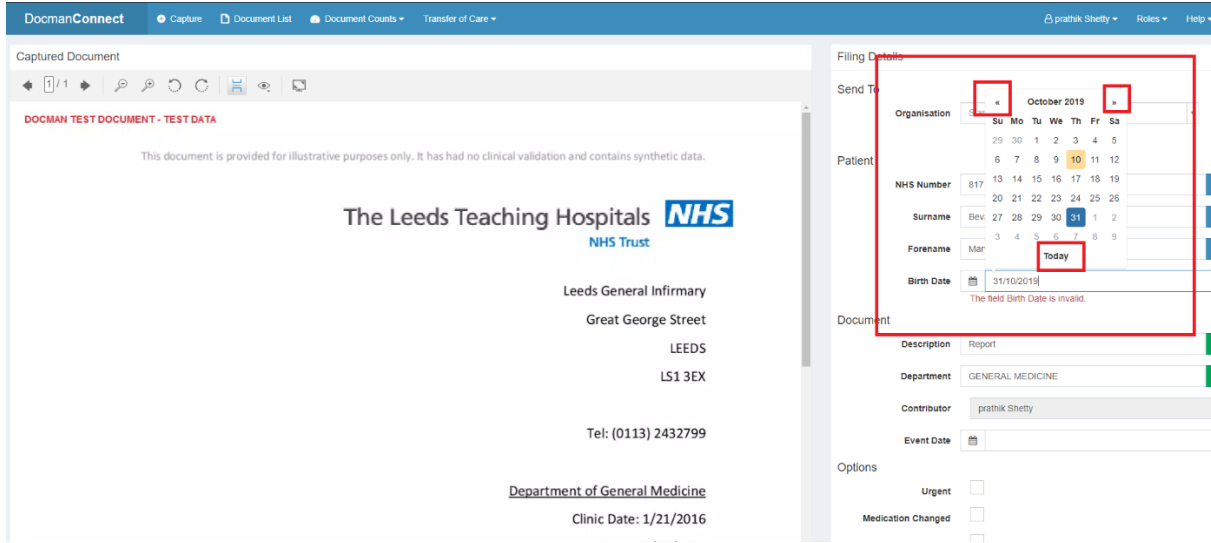 DocmanConnect Capture Document List Document Counts Transfer of Care prathik Shetty Roles Help
Captured Document
1 / 1
DOCMAN TEST DOCUMENT - TEST DATA
This document is provided for illustrative purposes only. It has had no clinical validation and contains synthetic data.
The Leeds Teaching Hospitals NHS
NHS Trust
Leeds General Infirmary
Great George Street
LEEDS
LS1 3EX
Tel: (0113) 2432799
Department of General Medicine
Clinic Date: 1/21/2016
Filing Details
Send To
Organisation
« October 2019 »
Su Mo Tu We Th Fr Sa
29 30 1 2 3 4 5
6 7 8 9 10 11 12
13 14 15 16 17 18 19
20 21 22 23 24 25 26
27 28 29 30 31 1 2
3 4 5 6 7 8 9
Today
Patient
NHS Number 817
Surname Bev
Forename Mar
Birth Date 31/10/2019
The field Birth Date is invalid.
Document
Description Report
Department GENERAL MEDICINE
Contributor prathik Shetty
Event Date
Options
Urgent
Medication Changed